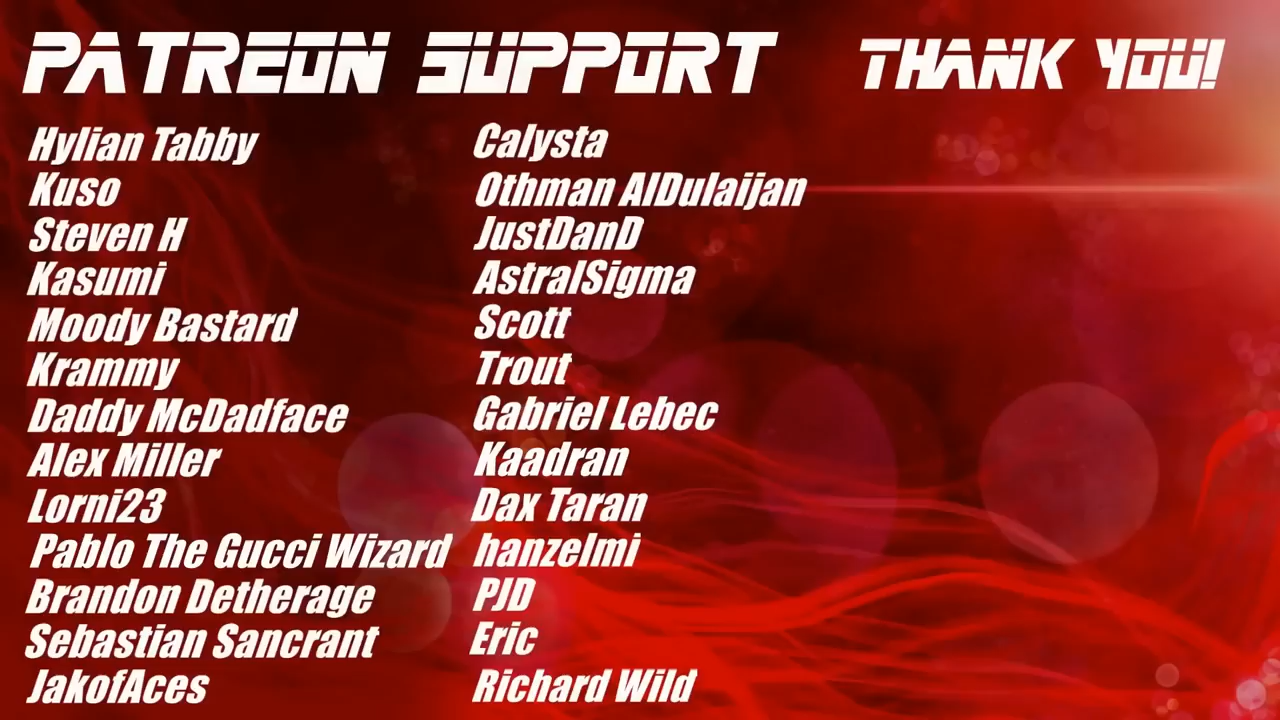 PATREON SUPPORT THANK YOU!
Hylian Tabby
Kuso
Steven H
Kasumi
Moody Bastard
Krammy
Daddy McDadface
Alex Miller
Lorni23
Pablo The Gucci Wizard
Brandon Detherage
Sebastian Sancrant
JakofAces
Calysta
Othman AlDulaijan
JustDanD
AstralSigma
Scott
Trout
Gabriel Lebec
Kaadran
Dax Taran
hanzelmi
PJD
Eric
Richard Wild